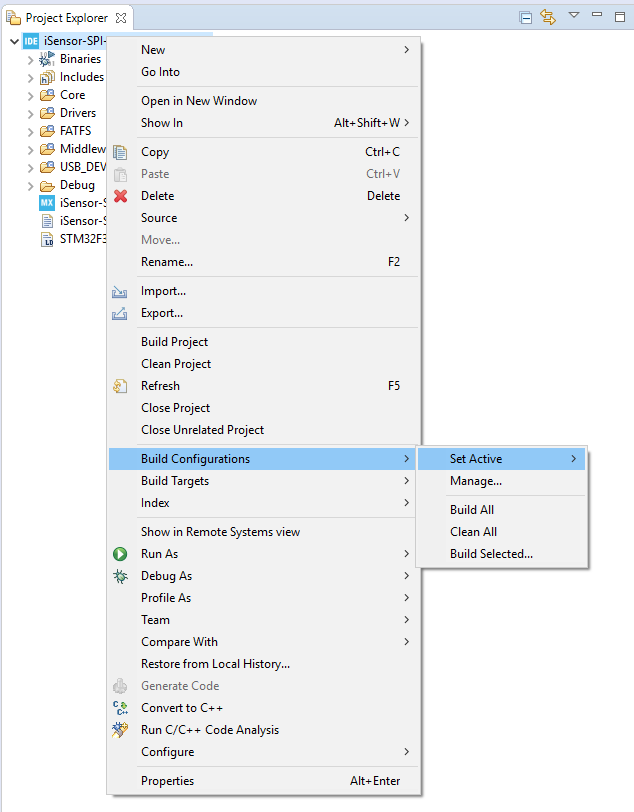 Project Explorer
IDE iSensor-SPI-
Binaries
Includes
Core
Drivers
FATFS
Middlew
USB_DEV
Debug
MX iSensor-S
iSensor-S
LD STM32F3
New
Go Into
Open in New Window
Show In Alt+Shift+W
Copy Ctrl+C
Paste Ctrl+V
Delete Delete
Source
Move...
Rename... F2
Import...
Export...
Build Project
Clean Project
Refresh F5
Close Project
Close Unrelated Project
Build Configurations
Build Targets
Index
Show in Remote Systems view
Run As
Debug As
Profile As
Team
Compare With
Restore from Local History...
Generate Code
Convert to C++
Run C/C++ Code Analysis
Configure
Properties Alt+Enter
Set Active
Manage...
Build All
Clean All
Build Selected...